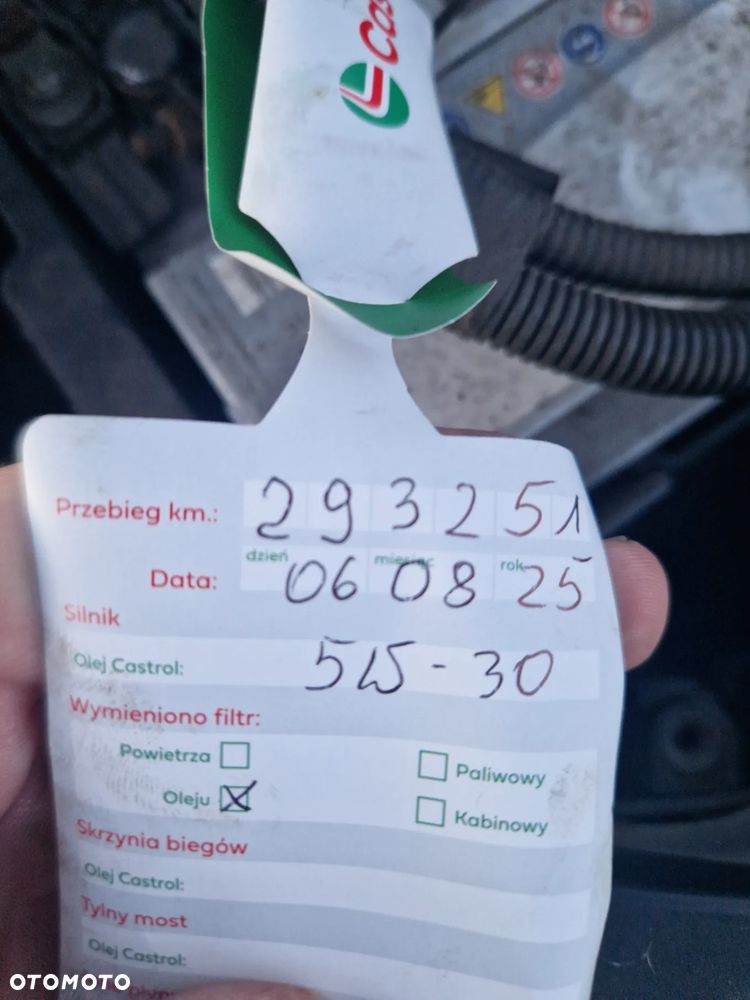 Cas
Przebieg km.: 293251
dzień miesiąc rok
Data: 06 08 25
Silnik
Olej Castrol: 5W-30
Wymieniono filtr:
Powietrza Paliwowy
Oleju Kabinowy
Skrzynia biegów
Olej Castrol:
Tylny most
Olej Castrol:
OTOMOTO